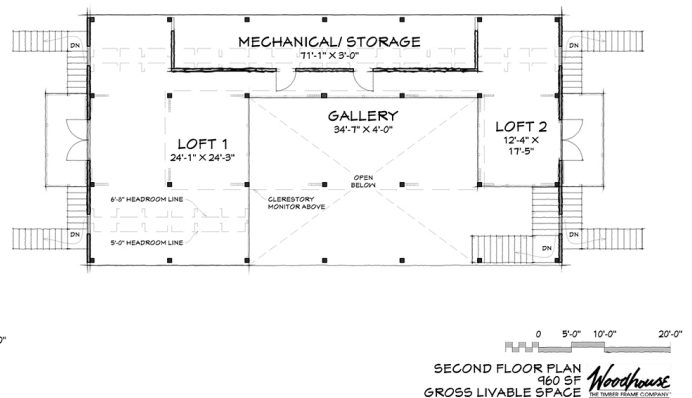 DN
MECHANICAL/ STORAGE
71'-1" X 3'-0"
DN
GALLERY
34'-7" X 4'-0"
LOFT 1
24'-1" X 24'-3"
LOFT 2
12'-4" X
17'-5"
OPEN
BELOW
6'-8" HEADROOM LINE
CLERESTORY
MONITOR ABOVE
5'-0" HEADROOM LINE
DN
DN
DN
0"
0 5'-0" 10'-0" 20'-0"
SECOND FLOOR PLAN
960 SF
GROSS LIVABLE SPACE
Woodhouse
THE TIMBER FRAME COMPANY